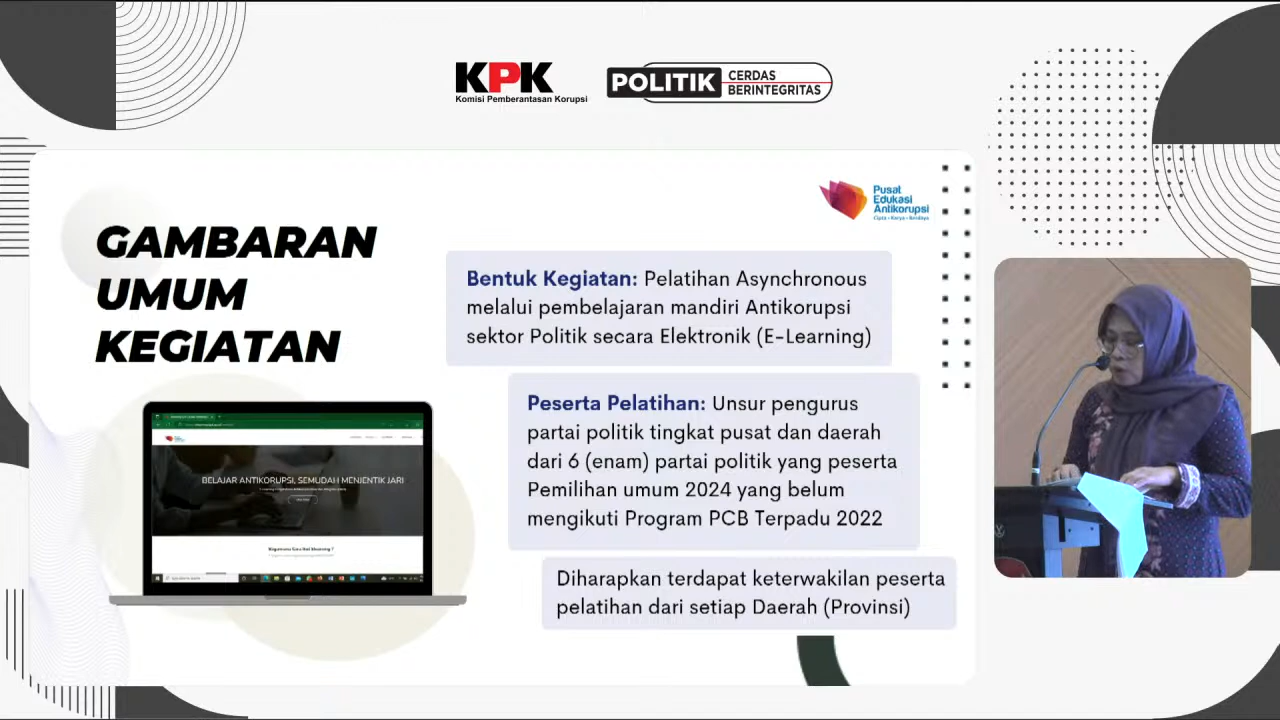 KPK
Komisi Pemberantasan Korupsi
POLITIK
CERDAS
BERINTEGRITAS
Pusat
Edukasi
Antikorupsi
Cipta • Karya • Berdaya
GAMBARAN
UMUM
KEGIATAN
Bentuk Kegiatan: Pelatihan Asynchronous
melalui pembelajaran mandiri Antikorupsi
sektor Politik secara Elektronik (E-Learning)
Peserta Pelatihan: Unsur pengurus
partai politik tingkat pusat dan daerah
dari 6 (enam) partai politik yang peserta
Pemilihan umum 2024,yang belum
mengikuti Program PCB Terpadu 2022
Diharapkan terdapat keterwakilan peserta
pelatihan dari setiap Daerah (Provinsi)
BELAJAR ANTIKORUPSI, SEMUDAH MENJENTIK JARI